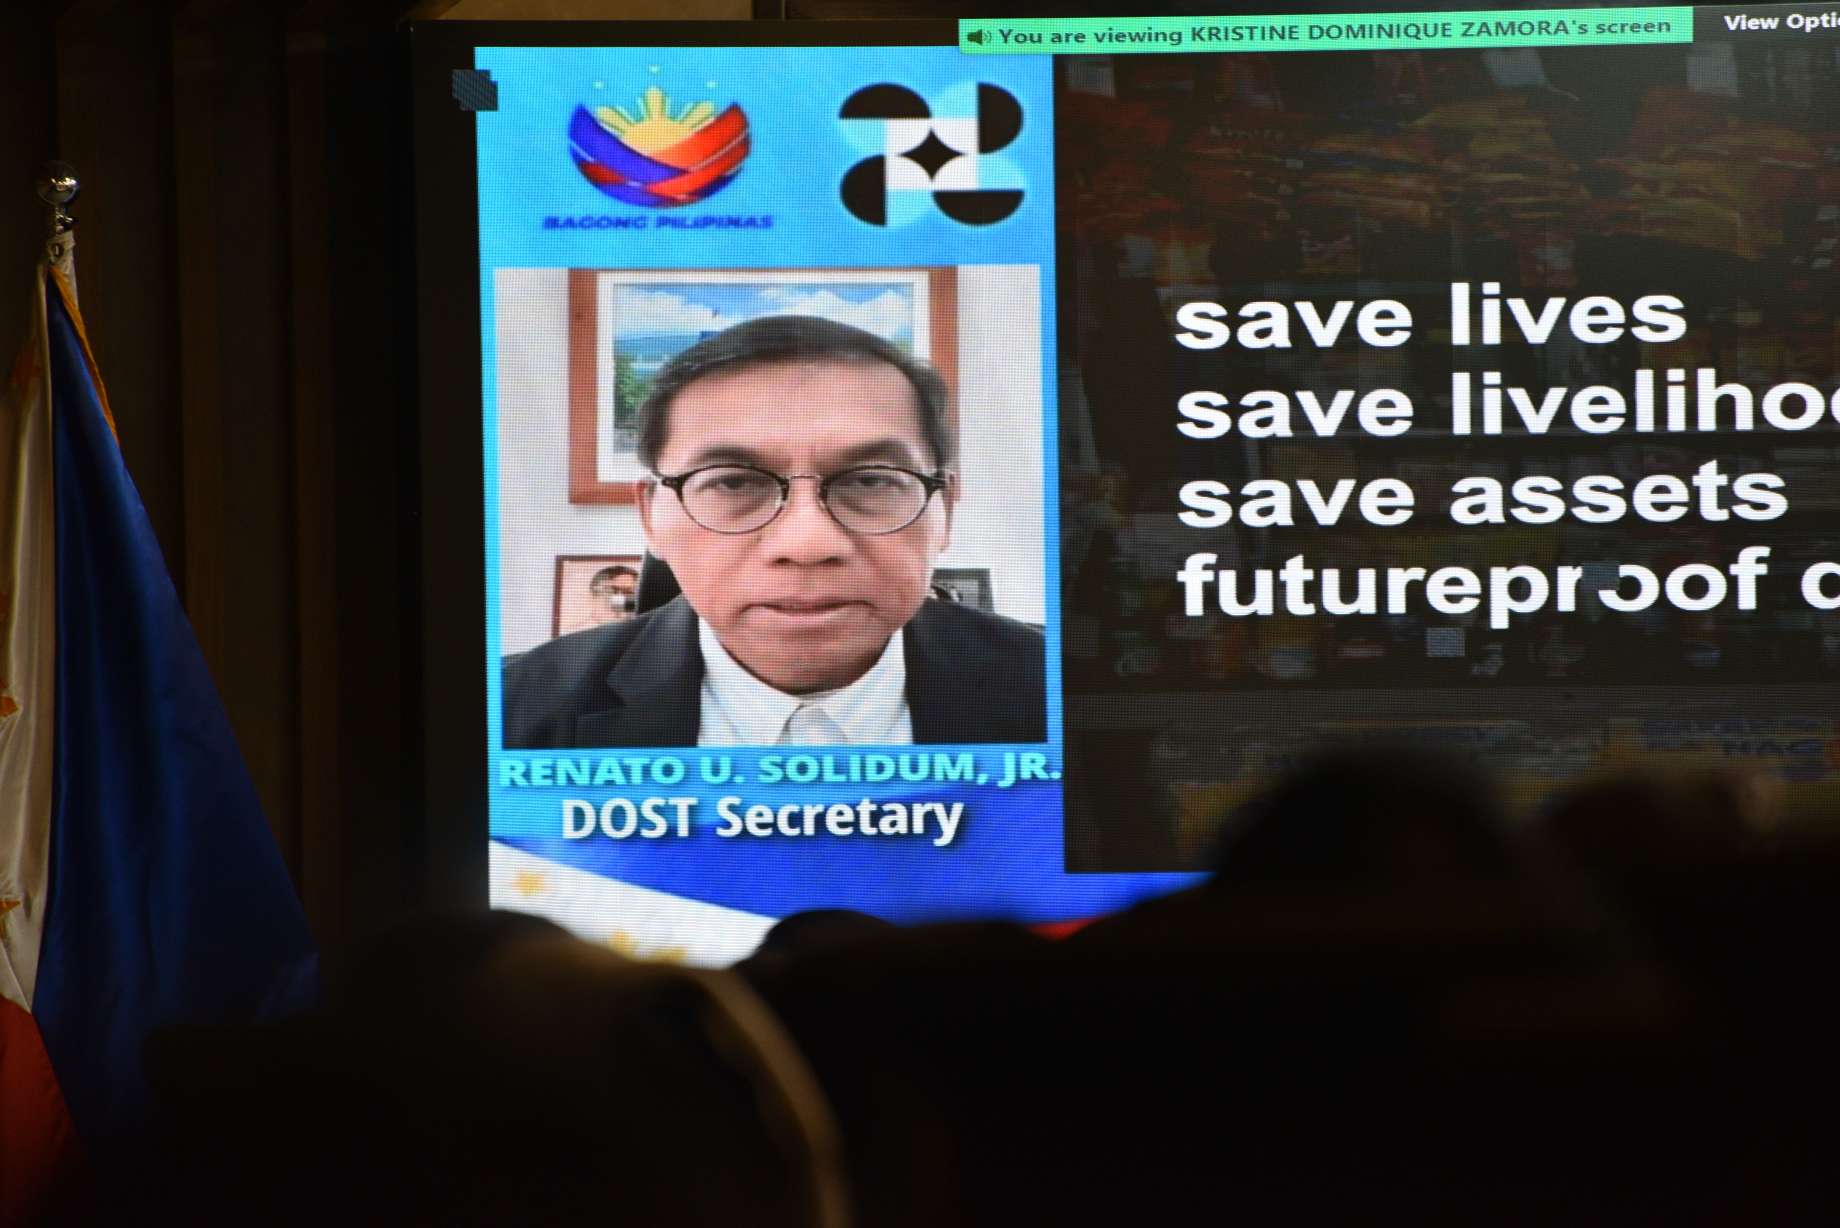 You are viewing KRISTINE DOMINIQUE ZAMORA's screen
View Opti
BAGONG PILIPINAS
save lives
save livelihoo
save assets
futureproof
RENATO U. SOLIDUM, JR.
DOST Secretary